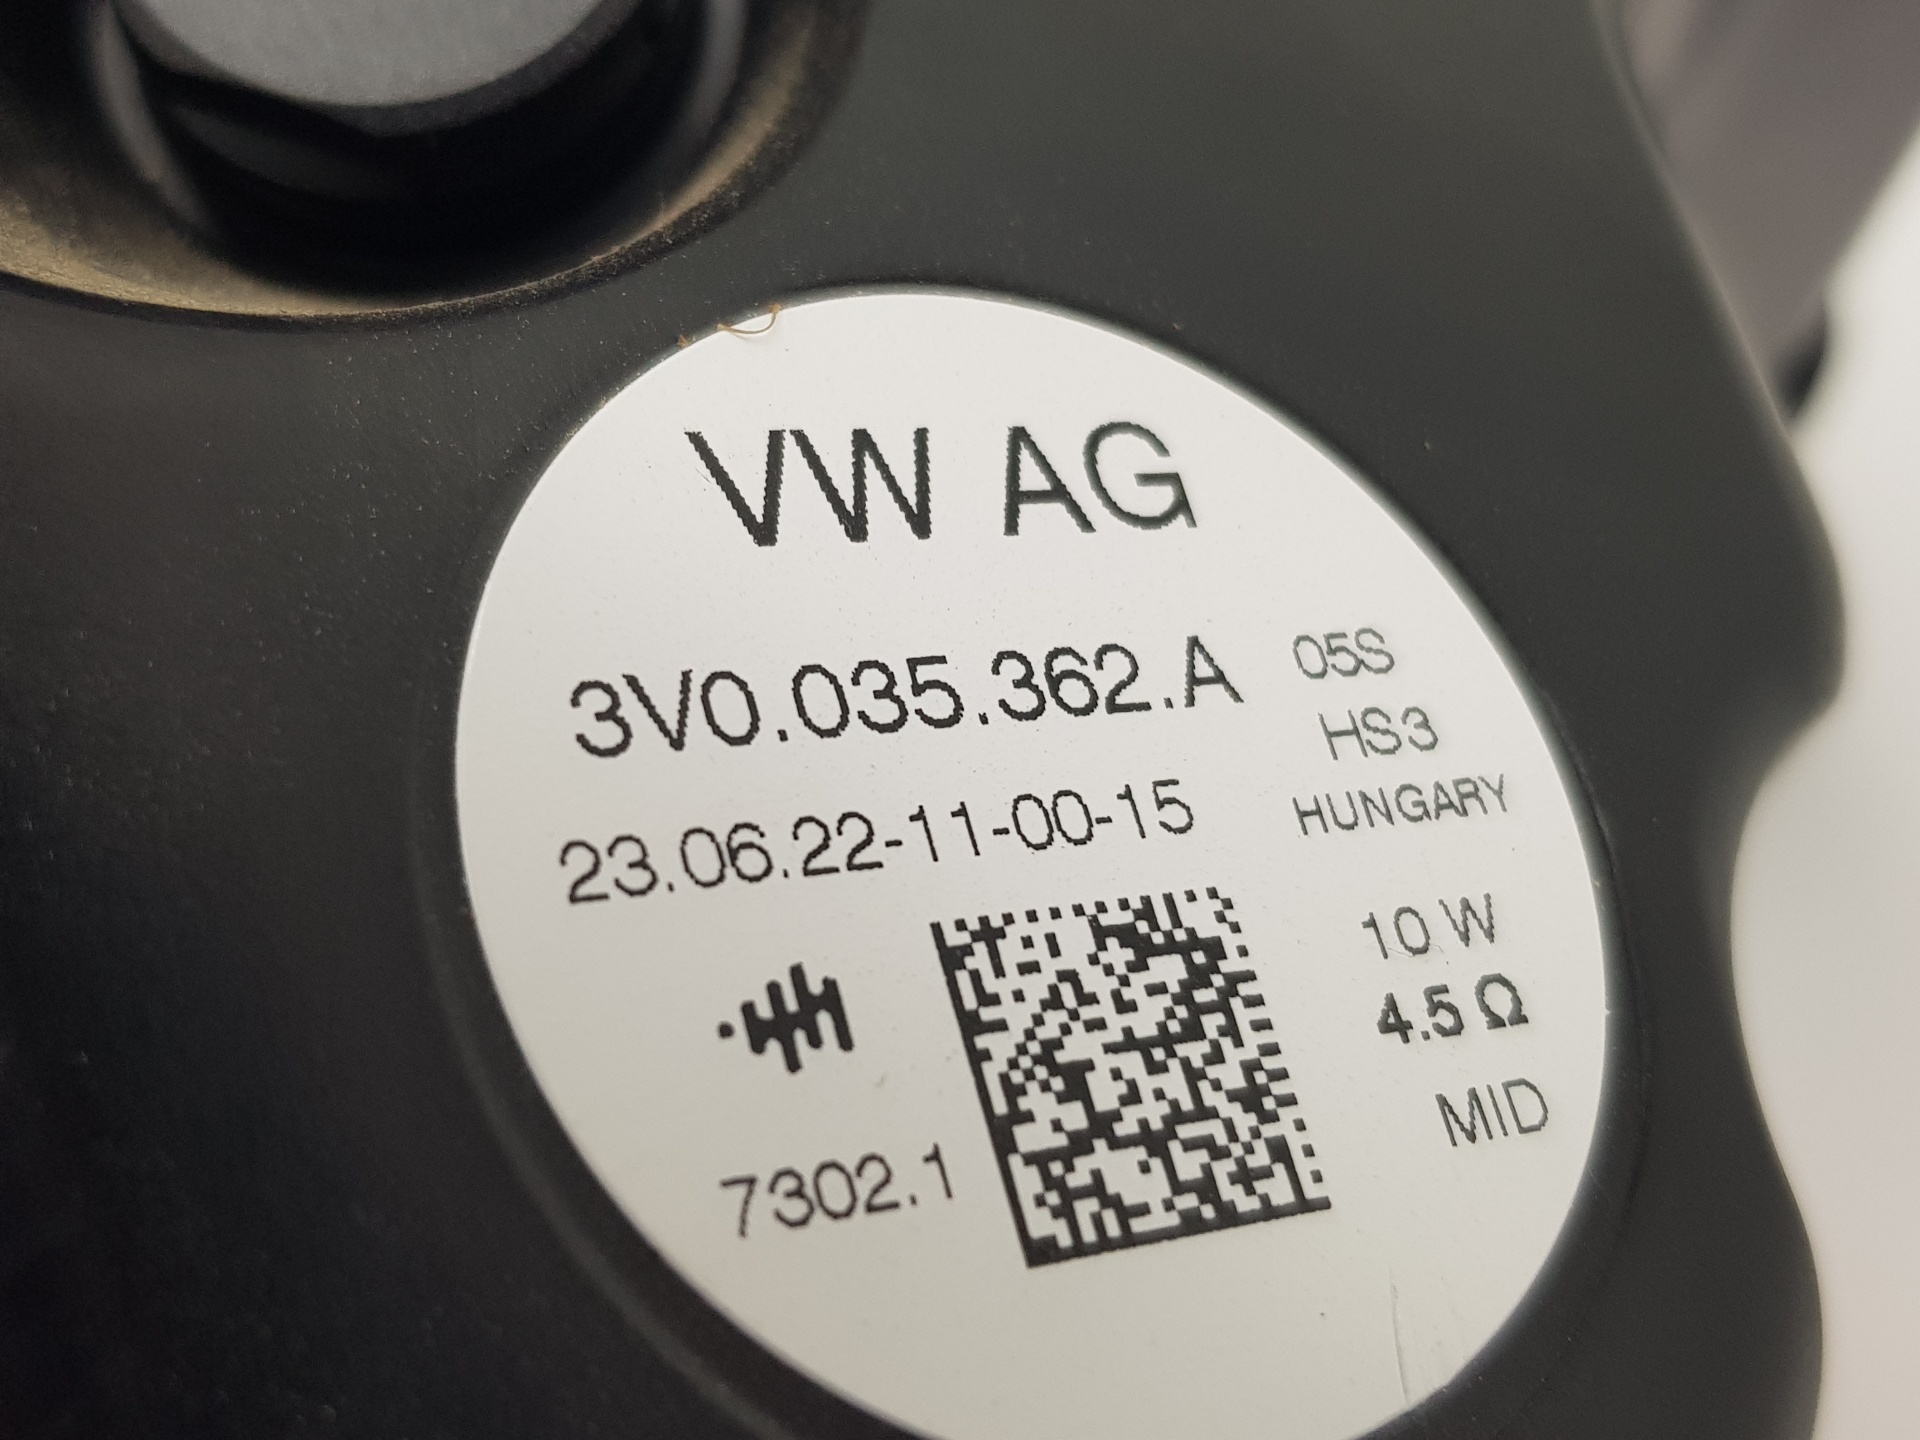 VW AG
3V0.035.362.A
05S
HS3
HUNGARY
23.06.22-11-00-15
10 W
4.5 Ω
MID
7302.1